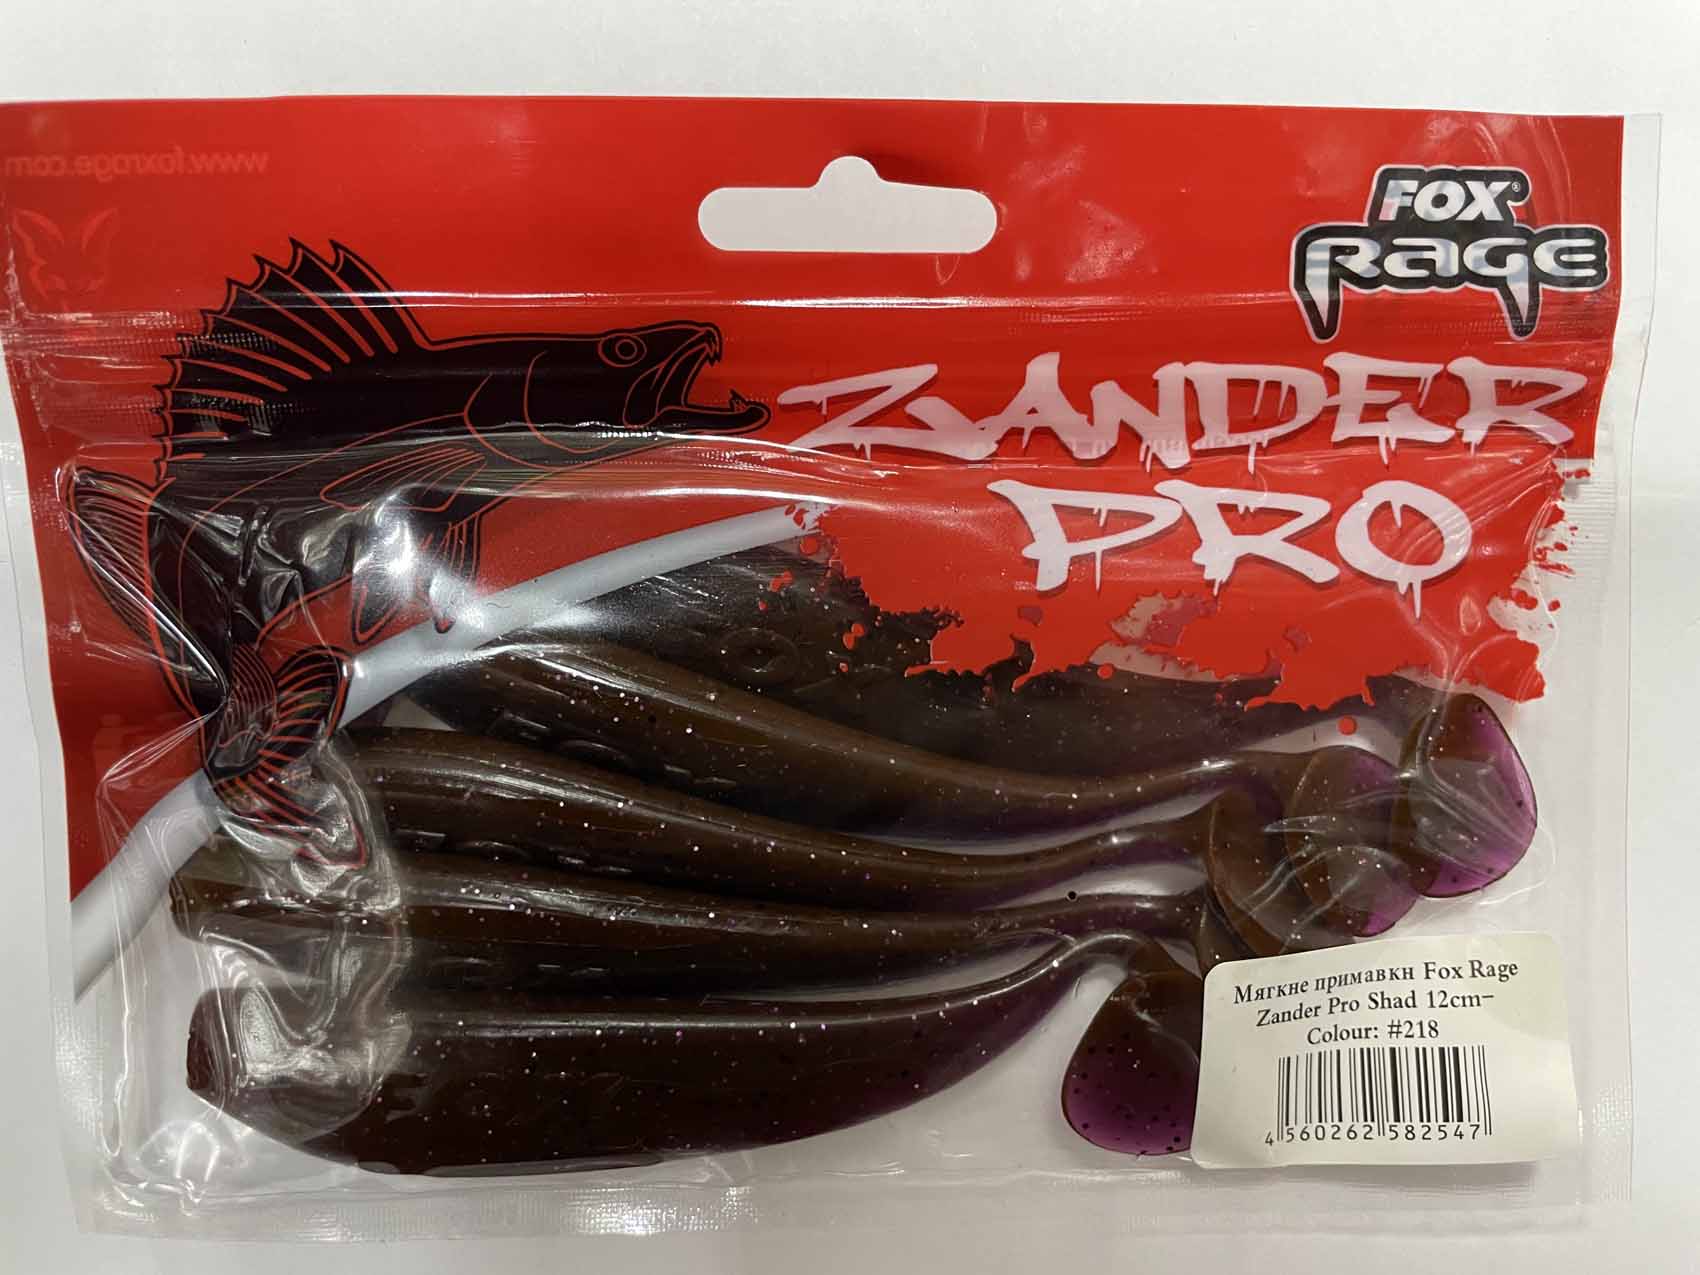 www.foxrage.com
FOX®
RAGE
ZANDER
PRO
Мягкне примавкн Fox Rage
Zander Pro Shad 12cm–
Colour: #218
4 560262 582547